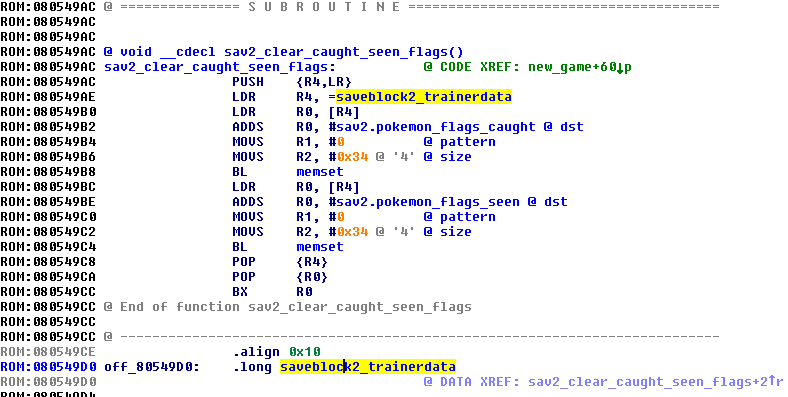 ROM:080549AC @ =============== S U B R O U T I N E =======================================
ROM:080549AC
ROM:080549AC
ROM:080549AC @ void __cdecl sav2_clear_caught_seen_flags()
ROM:080549AC sav2_clear_caught_seen_flags: @ CODE XREF: new_game+60↓p
ROM:080549AC PUSH {R4,LR}
ROM:080549AE LDR R4, =saveblock2_trainerdata
ROM:080549B0 LDR R0, [R4]
ROM:080549B2 ADDS R0, #sav2.pokemon_flags_caught @ dst
ROM:080549B4 MOVS R1, #0 @ pattern
ROM:080549B6 MOVS R2, #0x34 @ '4' @ size
ROM:080549B8 BL memset
ROM:080549BC LDR R0, [R4]
ROM:080549BE ADDS R0, #sav2.pokemon_flags_seen @ dst
ROM:080549C0 MOVS R1, #0 @ pattern
ROM:080549C2 MOVS R2, #0x34 @ '4' @ size
ROM:080549C4 BL memset
ROM:080549C8 POP {R4}
ROM:080549CA POP {R0}
ROM:080549CC BX R0
ROM:080549CC @ End of function sav2_clear_caught_seen_flags
ROM:080549CC
ROM:080549CC @ ---------------------------------------------------------------------------
ROM:080549CE .align 0x10
ROM:080549D0 off_80549D0: .long saveblock2_trainerdata
ROM:080549D0 @ DATA XREF: sav2_clear_caught_seen_flags+2↑r